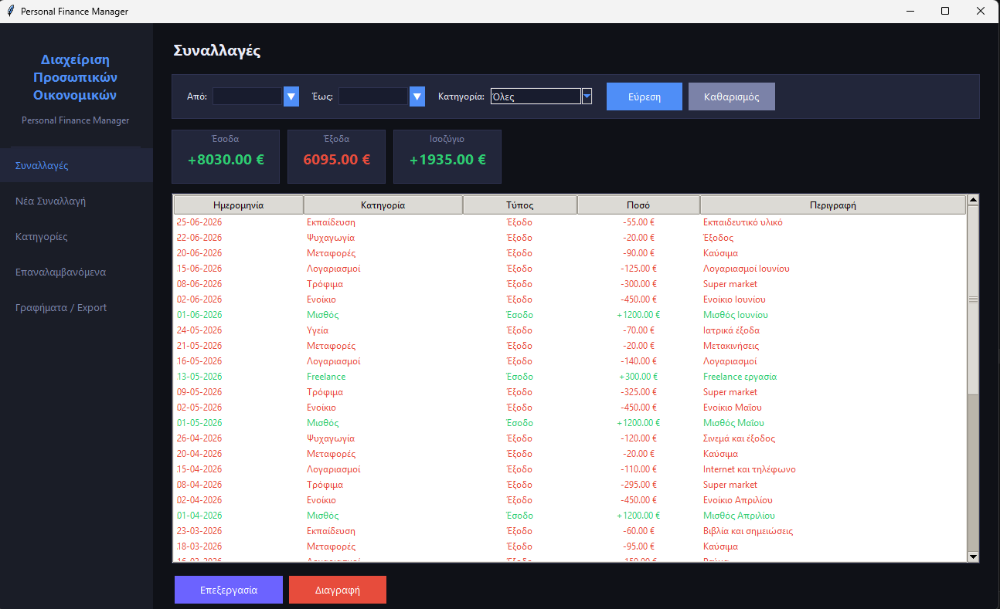 Personal Finance Manager
Διαχείριση
Προσωπικών
Οικονομικών
Personal Finance Manager
Συναλλαγές
Νέα Συναλλαγή
Κατηγορίες
Επαναλαμβανόμενα
Γραφήματα / Export
Συναλλαγές
Από: Έως: Κατηγορία: Όλες Εύρεση Καθαρισμός
Έσοδα Έξοδα Ισοζύγιο
+8030.00 € 6095.00 € +1935.00 €
Ημερομηνία Κατηγορία Τύπος Ποσό Περιγραφή
25-06-2026 Εκπαίδευση Έξοδο -55.00 € Εκπαιδευτικό υλικό
22-06-2026 Ψυχαγωγία Έξοδο -20.00 € Έξοδος
20-06-2026 Μεταφορές Έξοδο -90.00 € Καύσιμα
15-06-2026 Λογαριασμοί Έξοδο -125.00 € Λογαριασμοί Ιουνίου
08-06-2026 Τρόφιμα Έξοδο -300.00 € Super market
02-06-2026 Ενοίκιο Έξοδο -450.00 € Ενοίκιο Ιουνίου
01-06-2026 Μισθός Έσοδο +1200.00 € Μισθός Ιουνίου
24-05-2026 Υγεία Έξοδο -70.00 € Ιατρικά έξοδα
21-05-2026 Μεταφορές Έξοδο -20.00 € Μετακινήσεις
16-05-2026 Λογαριασμοί Έξοδο -140.00 € Λογαριασμοί
13-05-2026 Freelance Έσοδο +300.00 € Freelance εργασία
09-05-2026 Τρόφιμα Έξοδο -325.00 € Super market
02-05-2026 Ενοίκιο Έξοδο -450.00 € Ενοίκιο Μαΐου
01-05-2026 Μισθός Έσοδο +1200.00 € Μισθός Μαΐου
26-04-2026 Ψυχαγωγία Έξοδο -120.00 € Σινεμά και έξοδος
20-04-2026 Μεταφορές Έξοδο -20.00 € Καύσιμα
15-04-2026 Λογαριασμοί Έξοδο -110.00 € Internet και τηλέφωνο
08-04-2026 Τρόφιμα Έξοδο -295.00 € Super market
02-04-2026 Ενοίκιο Έξοδο -450.00 € Ενοίκιο Απριλίου
01-04-2026 Μισθός Έσοδο +1200.00 € Μισθός Απριλίου
23-03-2026 Εκπαίδευση Έξοδο -60.00 € Βιβλία και σημειώσεις
18-03-2026 Μεταφορές Έξοδο -95.00 € Καύσιμα
16-03-2026 Λογαριασμοί Έξοδο -150.00 €
Επεξεργασία Διαγραφή